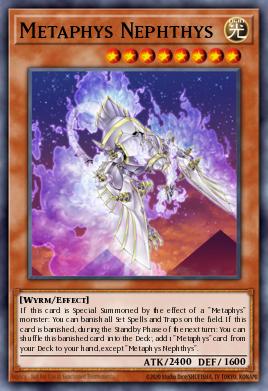 METAPHYS NEPHTHYS
光
[WYRM/EFFECT]
If this card is Special Summoned by the effect of a "Metaphys"
monster: You can banish all Set Spells and Traps on the field. If this
card is banished, during the Standby Phase of the next turn: You can
shuffle this banished card into the Deck; add 1 "Metaphys" card from
your Deck to your hand, except "Metaphys Nephthys".
ATK/2400 DEF/1600
©2020 Studio Dice/SHUEISHA, TV TOKYO, KONAMI